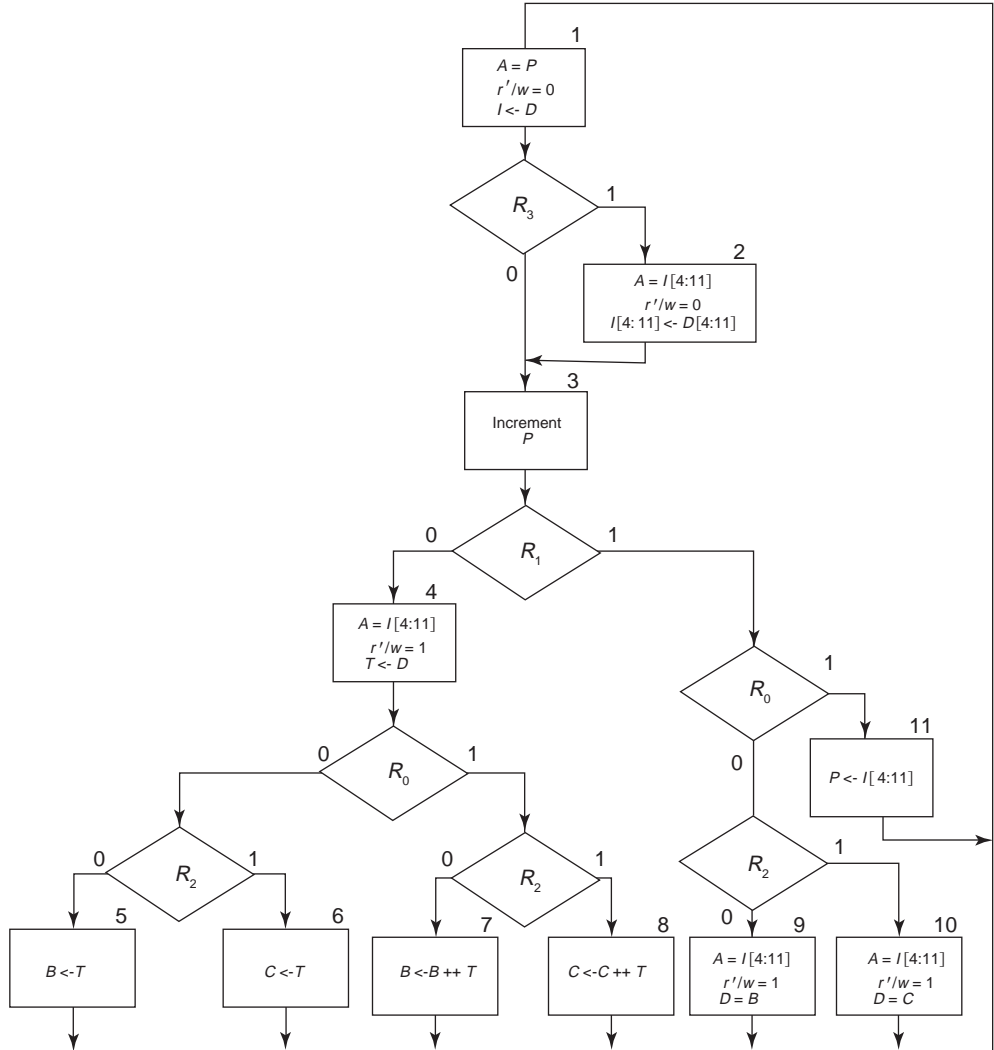 1
A = P
r′/w = 0
I <- D
R3
1
0
2
A = I [4:11]
r′/w = 0
I [4: 11] <- D [4:11]
3
Increment
P
R1
0
1
4
A = I [4:11]
r′/w = 1
T <- D
R0
0
1
R0
1
0
11
P <- I [ 4:11]
R2
0
1
R2
0
1
R2
1
0
5
B <-T
6
C <-T
7
B <-B ++ T
8
C <-C ++ T
9
A = I [4:11]
r′/w = 1
D = B
10
A = I [4:11]
r′/w = 1
D = C